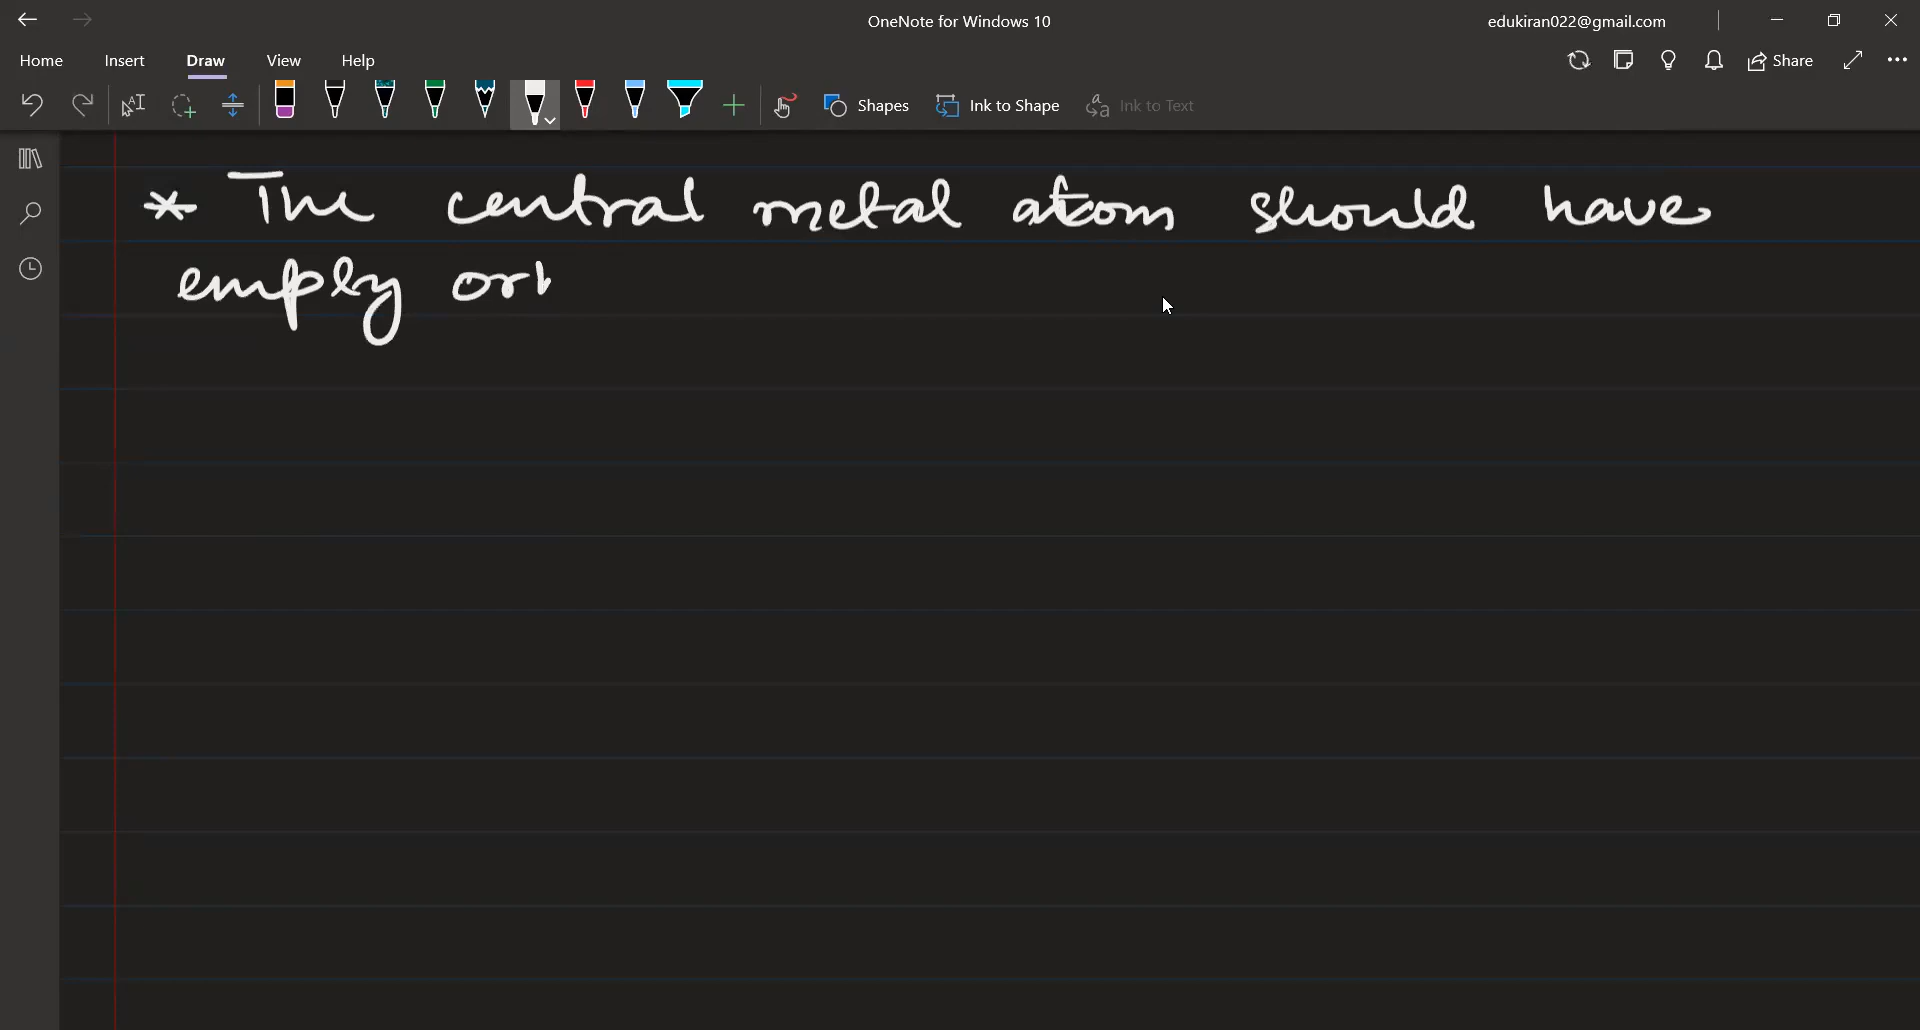 OneNote for Windows 10
edukiran022@gmail.com
Home Insert Draw View Help
Share
Shapes Ink to Shape Ink to Text
* The central metal atom should have
emply orb